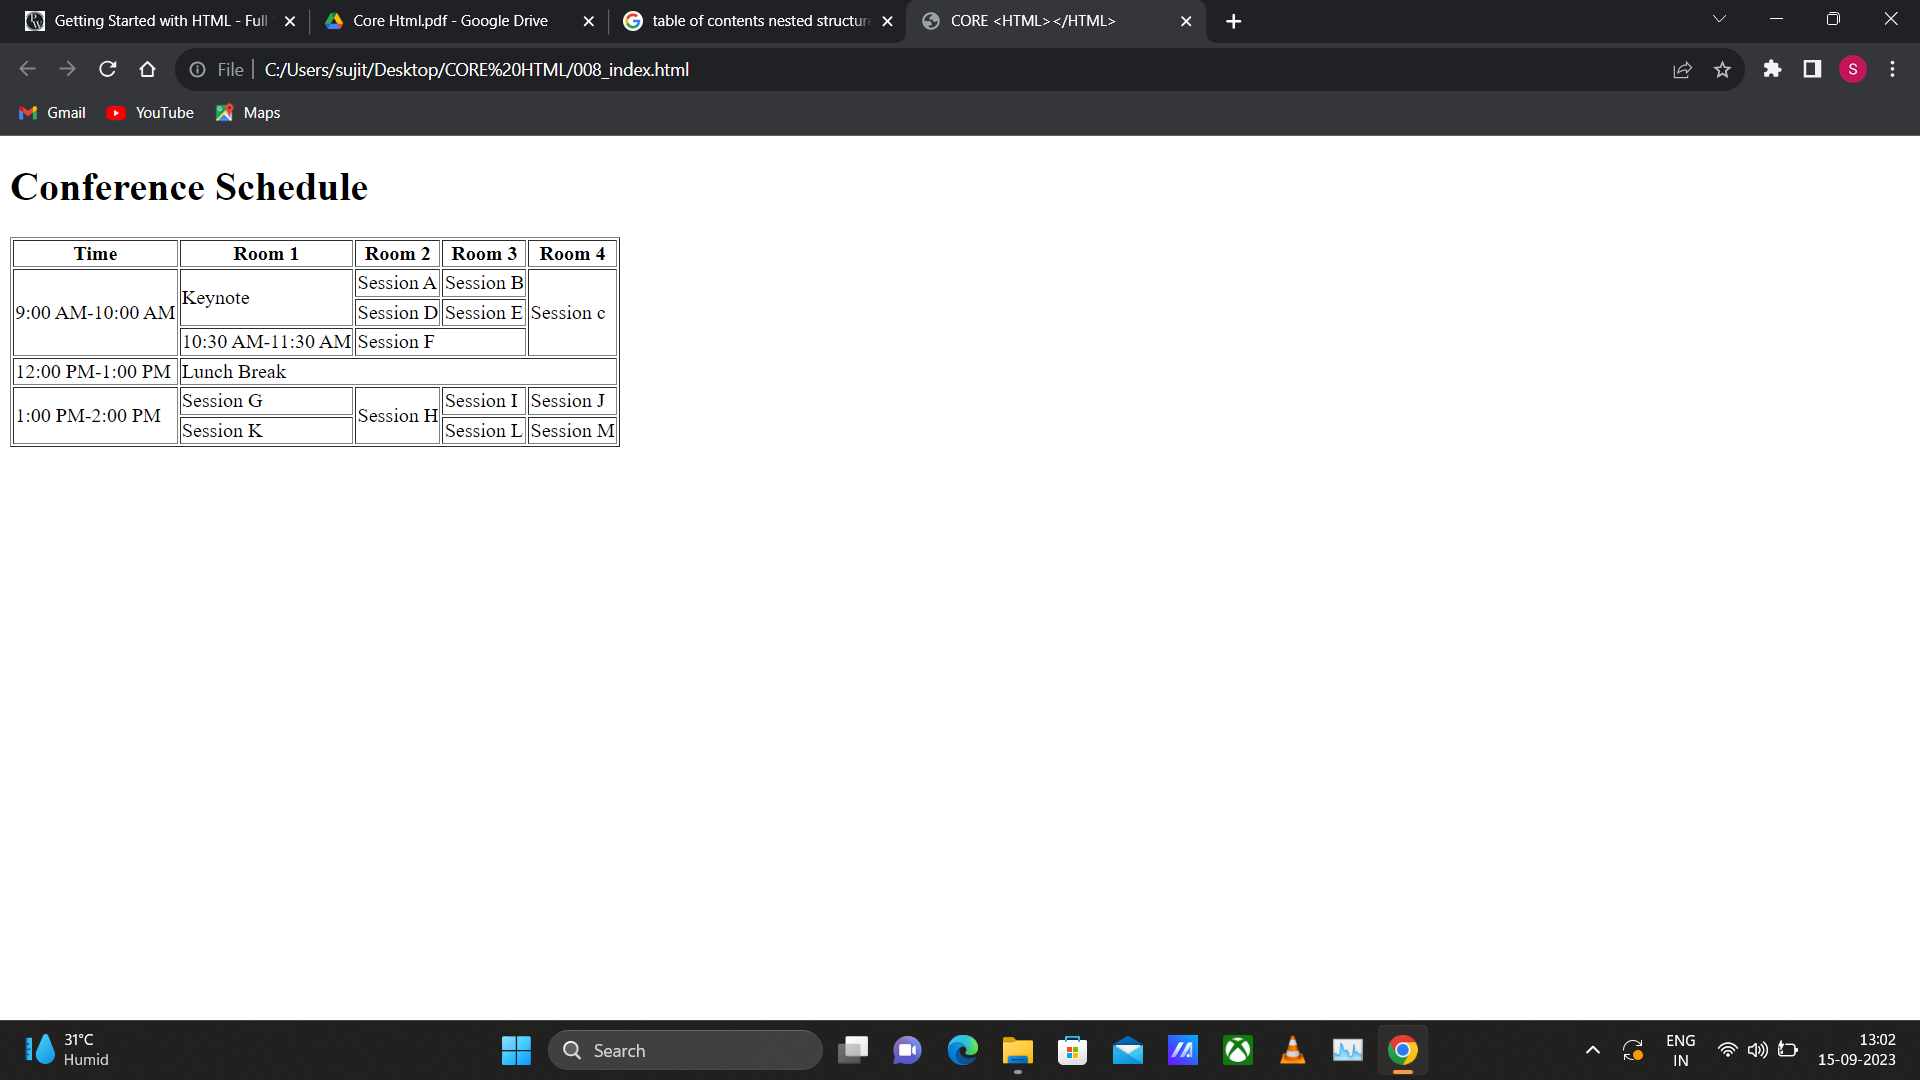 Getting Started with HTML - Full
Core Html.pdf - Google Drive
table of contents nested structure
CORE <HTML></HTML>
File
C:/Users/sujit/Desktop/CORE%20HTML/008_index.html
S
Gmail
YouTube
Maps
Conference Schedule
Time Room 1 Room 2 Room 3 Room 4
9:00 AM-10:00 AM Keynote Session A Session B Session c
Session D Session E
10:30 AM-11:30 AM Session F
12:00 PM-1:00 PM Lunch Break
1:00 PM-2:00 PM Session G Session H Session I Session J
Session K Session L Session M
31°C
Humid
Search
ENG
IN
13:02
15-09-2023